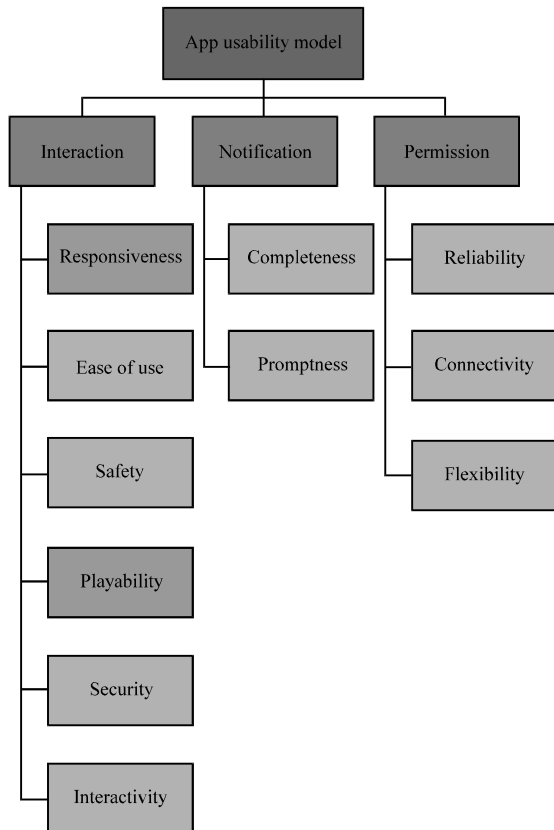 App usability model
Interaction
Notification
Permission
Responsiveness
Completeness
Reliability
Ease of use
Promptness
Connectivity
Safety
Flexibility
Playability
Security
Interactivity